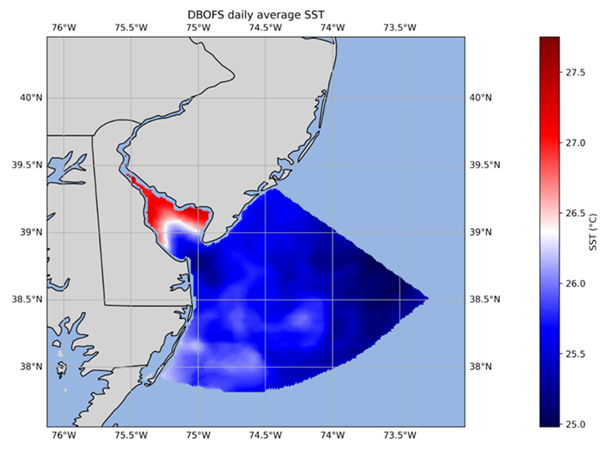 DBOFS daily average SST
76°W 75.5°W 75°W 74.5°W 74°W 73.5°W
40°N 40°N
39.5°N 39.5°N
39°N 39°N
38.5°N 38.5°N
38°N 38°N
76°W 75.5°W 75°W 74.5°W 74°W 73.5°W
27.5
27.0
26.5
26.0
25.5
25.0
SST (°C)